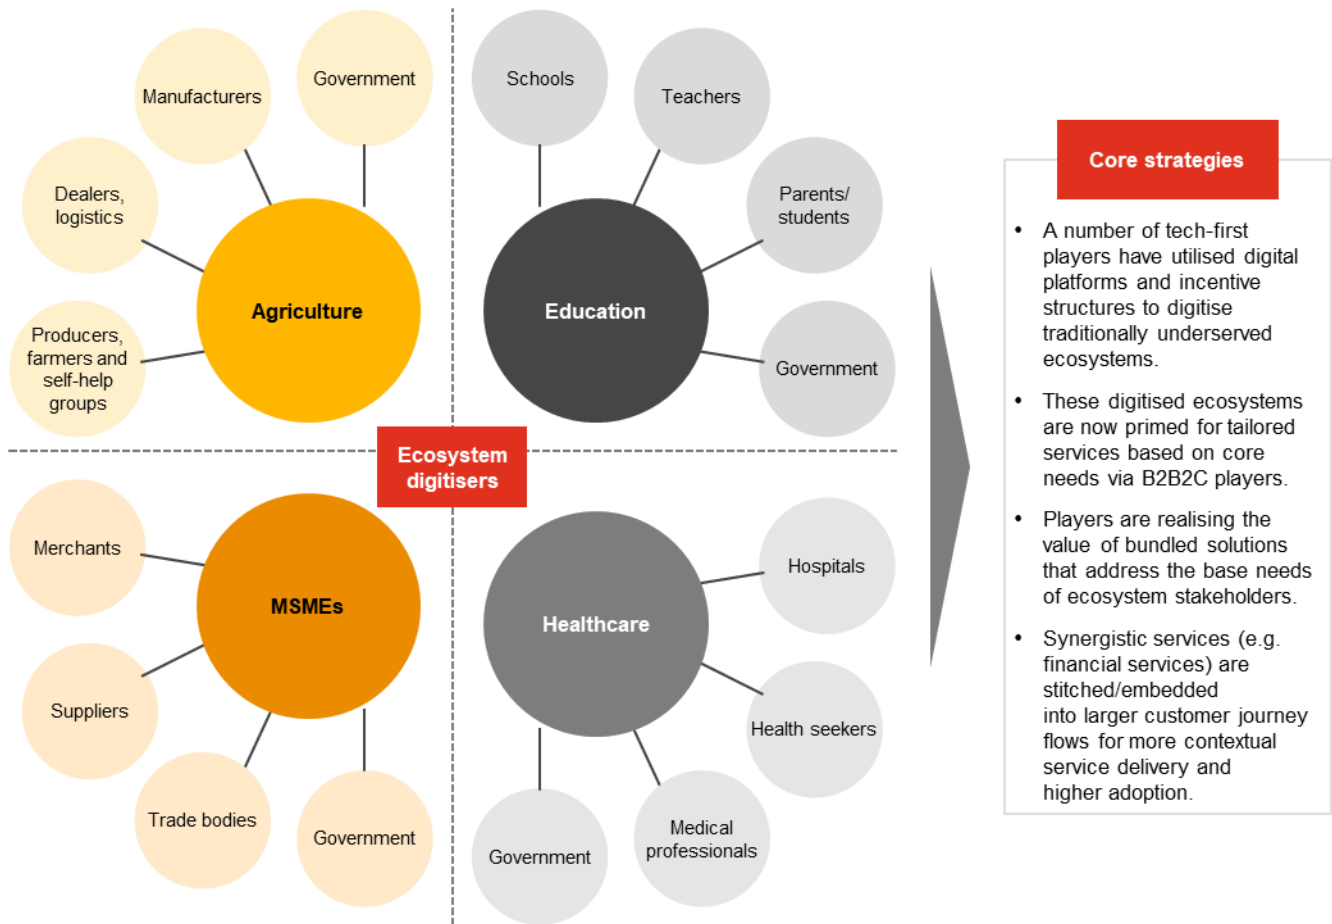 Government
Manufacturers
Dealers,
logistics
Producers,
farmers and
self-help
groups
Agriculture
Schools
Teachers
Parents/
students
Government
Education
Ecosystem
digitisers
Merchants
Suppliers
Trade bodies
Government
MSMEs
Hospitals
Health seekers
Medical
professionals
Government
Healthcare
Core strategies
• A number of tech-first
players have utilised digital
platforms and incentive
structures to digitise
traditionally underserved
ecosystems.
• These digitised ecosystems
are now primed for tailored
services based on core
needs via B2B2C players.
• Players are realising the
value of bundled solutions
that address the base needs
of ecosystem stakeholders.
• Synergistic services (e.g.
financial services) are
stitched/embedded
into larger customer journey
flows for more contextual
service delivery and
higher adoption.